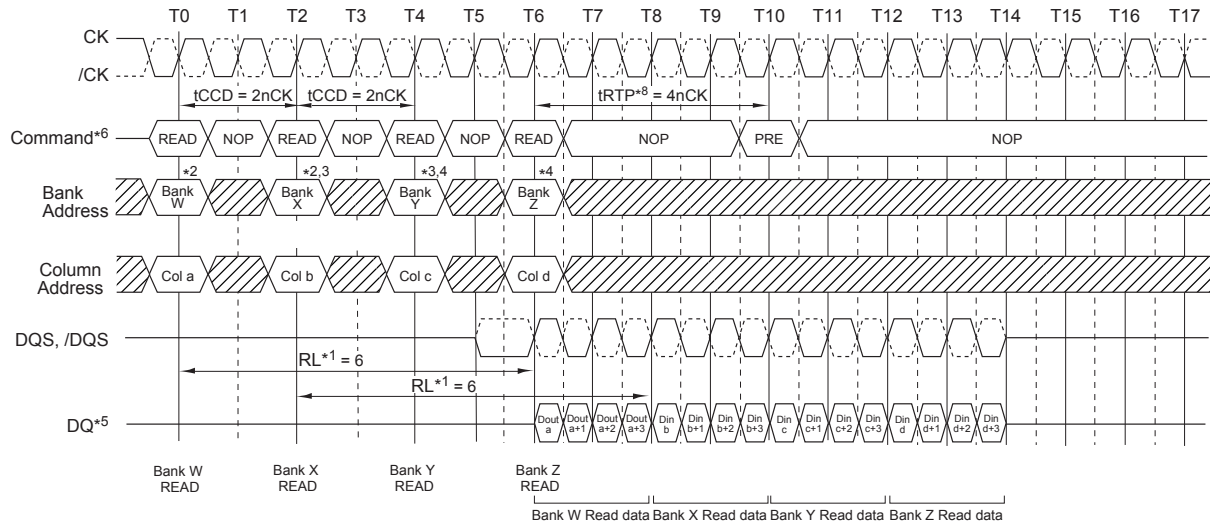 T0 T1 T2 T3 T4 T5 T6 T7 T8 T9 T10 T11 T12 T13 T14 T15 T16 T17
CK
/CK
tCCD = 2nCK tCCD = 2nCK tRTP*8 = 4nCK
Command*6 READ NOP READ NOP READ NOP READ NOP PRE NOP
*2 *2,3 *3,4 *4
Bank Address Bank W Bank X Bank Y Bank Z
Column Address Col a Col b Col c Col d
DQS, /DQS
RL*1 = 6
RL*1 = 6
DQ*5 Dout a Dout a+1 Dout a+2 Dout a+3 Din b Din b+1 Din b+2 Din b+3 Din c Din c+1 Din c+2 Din c+3 Din d Din d+1 Din d+2 Din d+3
Bank W READ Bank X READ Bank Y READ Bank Z READ
Bank W Read data Bank X Read data Bank Y Read data Bank Z Read data